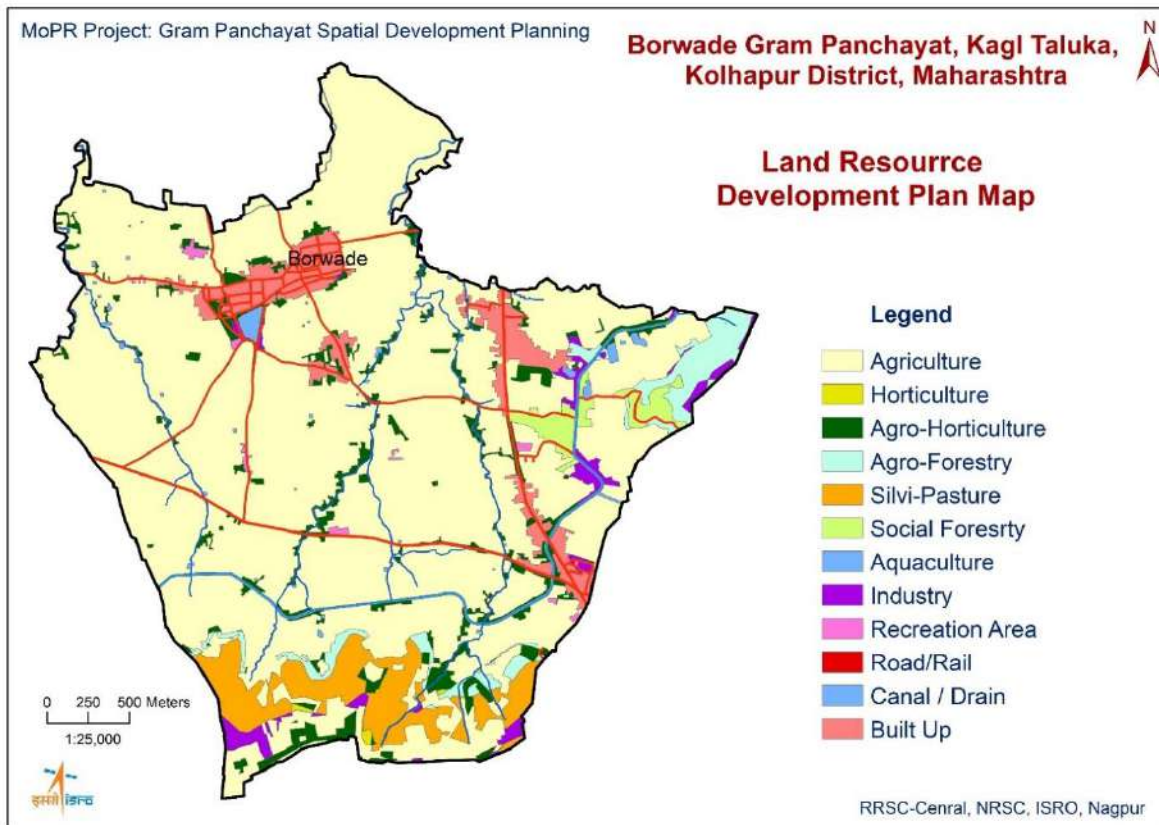 MoPR Project: Gram Panchayat Spatial Development Planning
Borwade Gram Panchayat, Kagl Taluka,
Kolhapur District, Maharashtra
N
Land Resourrce
Development Plan Map
Borwade
Legend
Agriculture
Horticulture
Agro-Horticulture
Agro-Forestry
Silvi-Pasture
Social Foresrty
Aquaculture
Industry
Recreation Area
Road/Rail
Canal / Drain
Built Up
0 250 500 Meters
1:25,000
इसरो isro
RRSC-Cenral, NRSC, ISRO, Nagpur